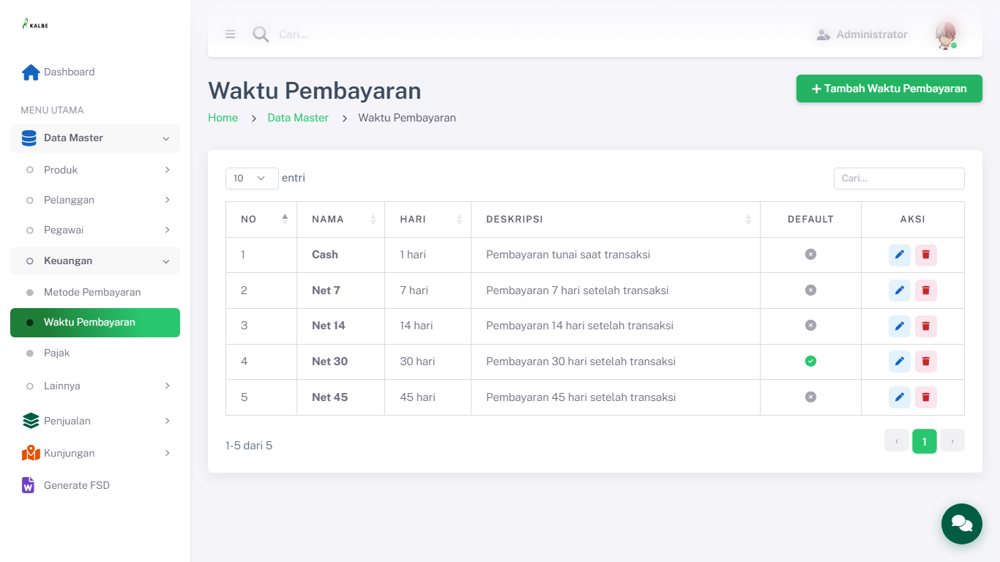 KALBE
Cari...
Administrator
Dashboard
MENU UTAMA
Data Master
Produk
Pelanggan
Pegawai
Keuangan
Metode Pembayaran
Waktu Pembayaran
Pajak
Lainnya
Penjualan
Kunjungan
Generate FSD
Waktu Pembayaran
+ Tambah Waktu Pembayaran
Home > Data Master > Waktu Pembayaran
10 entri
Cari...
NO NAMA HARI DESKRIPSI DEFAULT AKSI
1 Cash 1 hari Pembayaran tunai saat transaksi
2 Net 7 7 hari Pembayaran 7 hari setelah transaksi
3 Net 14 14 hari Pembayaran 14 hari setelah transaksi
4 Net 30 30 hari Pembayaran 30 hari setelah transaksi
5 Net 45 45 hari Pembayaran 45 hari setelah transaksi
1-5 dari 5
‹ 1 ›